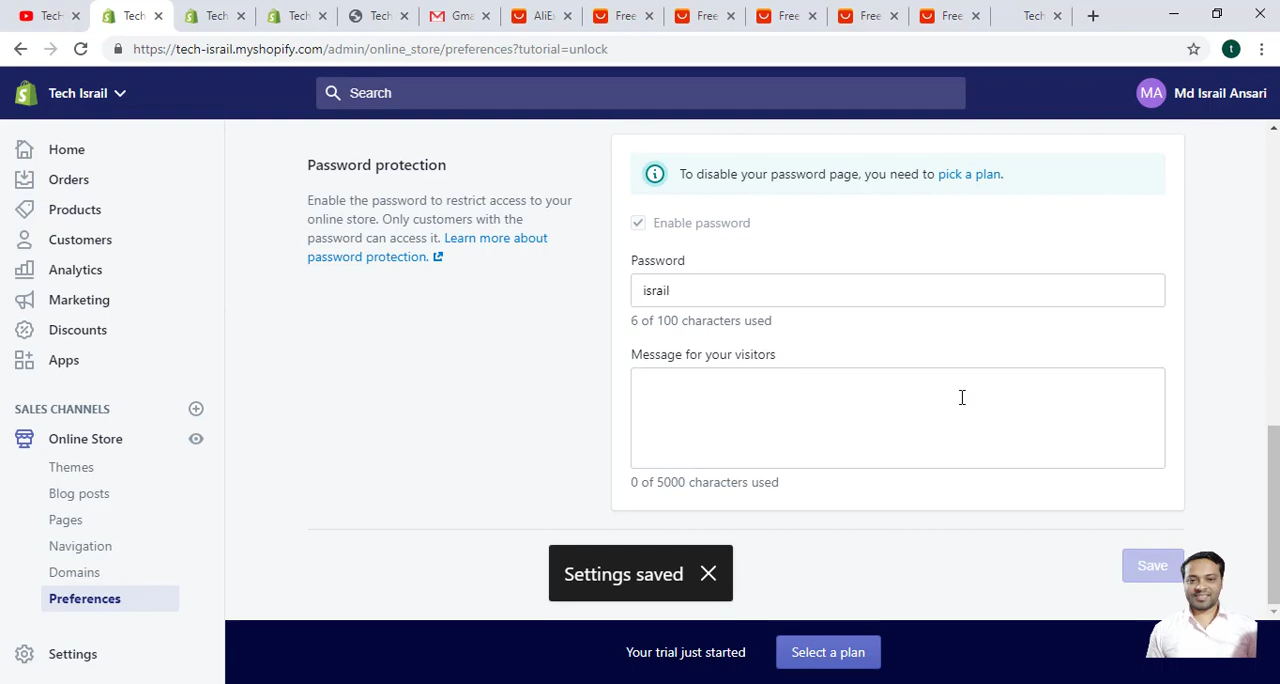 Tech
Tech
Tech
Tech
Tech
Gma
AliE
Free
Free
Free
Free
Free
Tech
https://tech-israil.myshopify.com/admin/online_store/preferences?tutorial=unlock
t
Tech Israil
Search
MA
Md Israil Ansari
Home
Orders
Products
Customers
Analytics
Marketing
Discounts
Apps
SALES CHANNELS
Online Store
Themes
Blog posts
Pages
Navigation
Domains
Preferences
Settings
Password protection
Enable the password to restrict access to your
online store. Only customers with the
password can access it. Learn more about
password protection.
To disable your password page, you need to pick a plan.
Enable password
Password
israil
6 of 100 characters used
Message for your visitors
0 of 5000 characters used
Settings saved
Save
Your trial just started
Select a plan